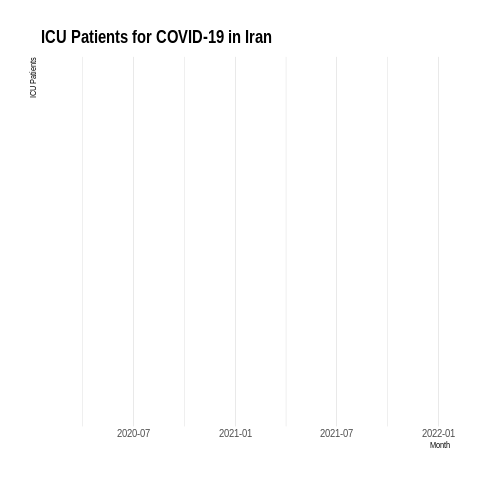 ICU Patients for COVID-19 in Iran
ICU Patients
2020-07 2021-01 2021-07 2022-01
Month